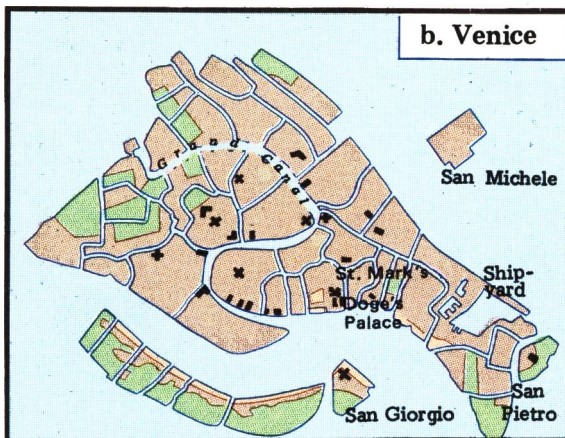 b. Venice
Grand Canal
San Michele
St. Mark's
Ship-
yard
Doge's
Palace
San Giorgio
San
Pietro